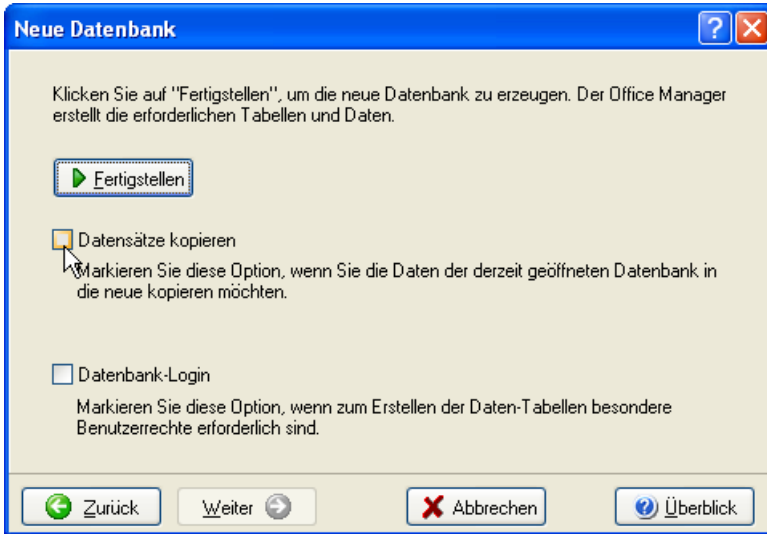 Neue Datenbank
Klicken Sie auf "Fertigstellen", um die neue Datenbank zu erzeugen. Der Office Manager
erstellt die erforderlichen Tabellen und Daten.
Fertigstellen
Datensätze kopieren
Markieren Sie diese Option, wenn Sie die Daten der derzeit geöffneten Datenbank in
die neue kopieren möchten.
Datenbank-Login
Markieren Sie diese Option, wenn zum Erstellen der Daten-Tabellen besondere
Benutzerrechte erforderlich sind.
Zurück Weiter Abbrechen Überblick